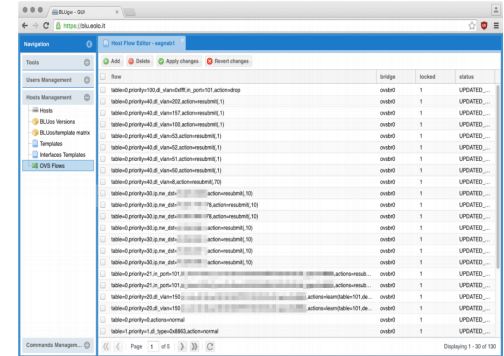 BLUgui - GUI
https://blu.eolo.it
Navigation
Host Flow Editor - sagnab1
Tools
Add
Delete
Apply changes
Revert changes
Users Management
flow
bridge
locked
status
Hosts Management
table=0,priority=100,dl_vlan=0xffff,in_port=101,action=drop
ovsbr0
1
UPDATED_...
Hosts
table=0,priority=40,dl_vlan=202,action=resubmit(,1)
ovsbr0
1
UPDATED_...
BLUos Versions
table=0,priority=40,dl_vlan=157,action=resubmit(,1)
ovsbr0
1
UPDATED_...
BLUos/template matrix
table=0,priority=40,dl_vlan=100,action=resubmit(,1)
ovsbr0
1
UPDATED_...
Templates
table=0,priority=40,dl_vlan=53,action=resubmit(,1)
ovsbr0
1
UPDATED_...
Interfaces Templates
table=0,priority=40,dl_vlan=52,action=resubmit(,1)
ovsbr0
1
UPDATED_...
OVS Flows
table=0,priority=40,dl_vlan=51,action=resubmit(,1)
ovsbr0
1
UPDATED_...
table=0,priority=40,dl_vlan=50,action=resubmit(,1)
ovsbr0
1
UPDATED_...
table=0,priority=40,dl_vlan=8,action=resubmit(,70)
ovsbr0
1
UPDATED_...
table=0,priority=30,ip,nw_dst= action=resubmit(,10)
ovsbr0
1
UPDATED_...
table=0,priority=30,ip,nw_dst= 78,action=resubmit(,10)
ovsbr0
1
UPDATED_...
table=0,priority=30,ip,nw_dst= 78,action=resubmit(,10)
ovsbr0
1
UPDATED_...
table=0,priority=30,ip,nw_dst= action=resubmit(,10)
ovsbr0
1
UPDATED_...
table=0,priority=30,ip,nw_dst= action=resubmit(,10)
ovsbr0
1
UPDATED_...
table=0,priority=30,ip,nw_dst= action=resubmit(,10)
ovsbr0
1
UPDATED_...
table=0,priority=21,in_port=101, ,actions=resub...
ovsbr0
1
UPDATED_...
table=0,priority=21,in_port=101, ,actions=resub...
ovsbr0
1
UPDATED_...
table=0,priority=20,dl_vlan=150 ,actions=learn(table=101,de...
ovsbr0
1
UPDATED_...
table=0,priority=20,dl_vlan=150 ,actions=learn(table=101,de...
ovsbr0
1
UPDATED_...
table=0,priority=0,actions=normal
ovsbr0
1
UPDATED_...
table=1,priority=1,dl_type=0x8863,action=normal
ovsbr0
1
UPDATED_...
Commands Managem...
Page 1 of 5
Displaying 1 - 30 of 130